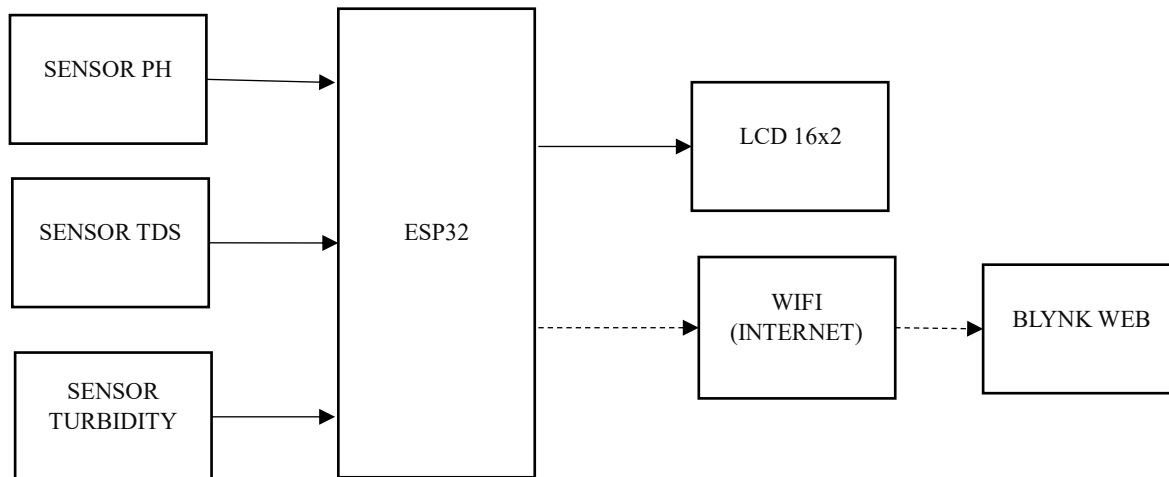 SENSOR PH
SENSOR TDS
SENSOR
TURBIDITY
ESP32
LCD 16x2
WIFI
(INTERNET)
BLYNK WEB